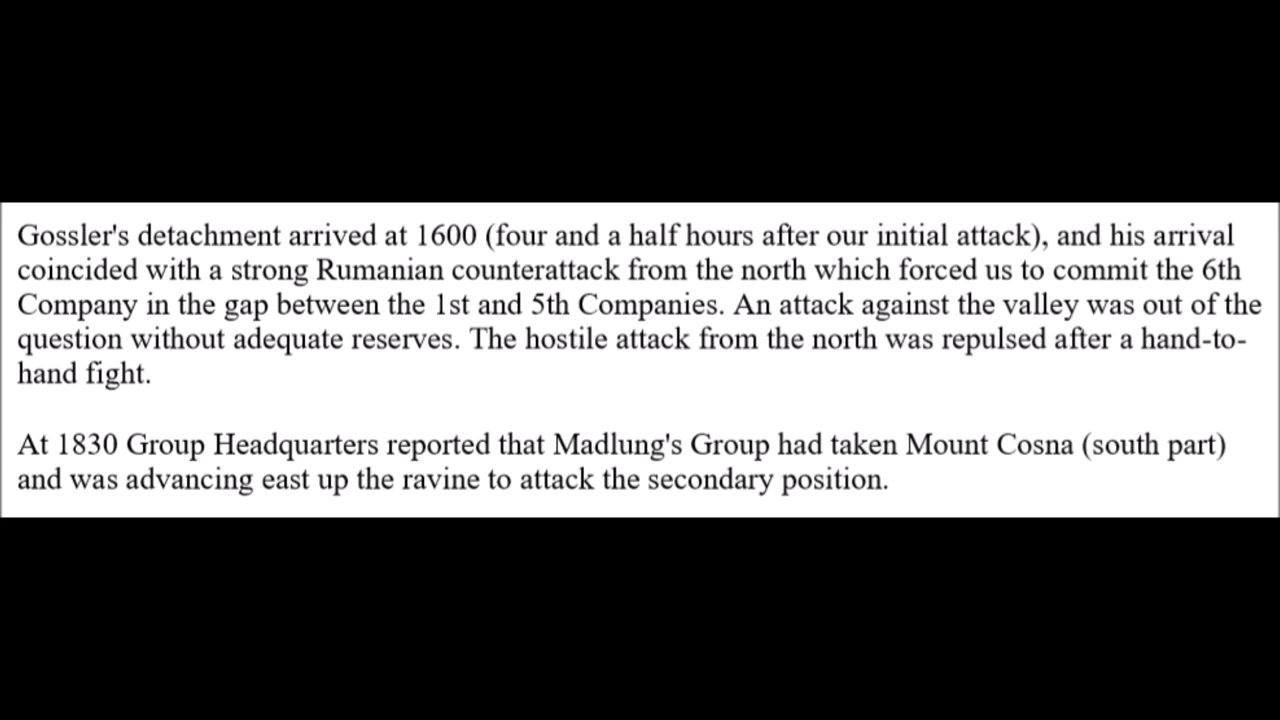 Gossler's detachment arrived at 1600 (four and a half hours after our initial attack), and his arrival
coincided with a strong Rumanian counterattack from the north which forced us to commit the 6th
Company in the gap between the 1st and 5th Companies. An attack against the valley was out of the
question without adequate reserves. The hostile attack from the north was repulsed after a hand-to-
hand fight.
At 1830 Group Headquarters reported that Madlung's Group had taken Mount Cosna (south part)
and was advancing east up the ravine to attack the secondary position.